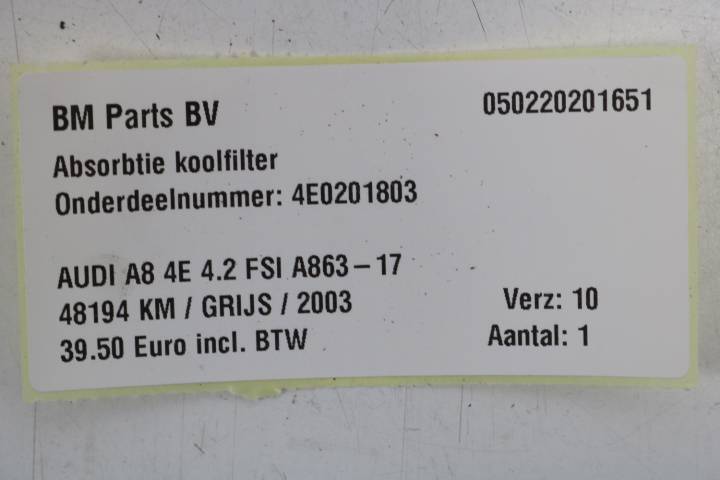 BM Parts BV 050220201651
Absorbtie koolfilter
Onderdeelnummer: 4E0201803
AUDI A8 4E 4.2 FSI A863-17
48194 KM / GRIJS / 2003 Verz: 10
39.50 Euro incl. BTW Aantal: 1